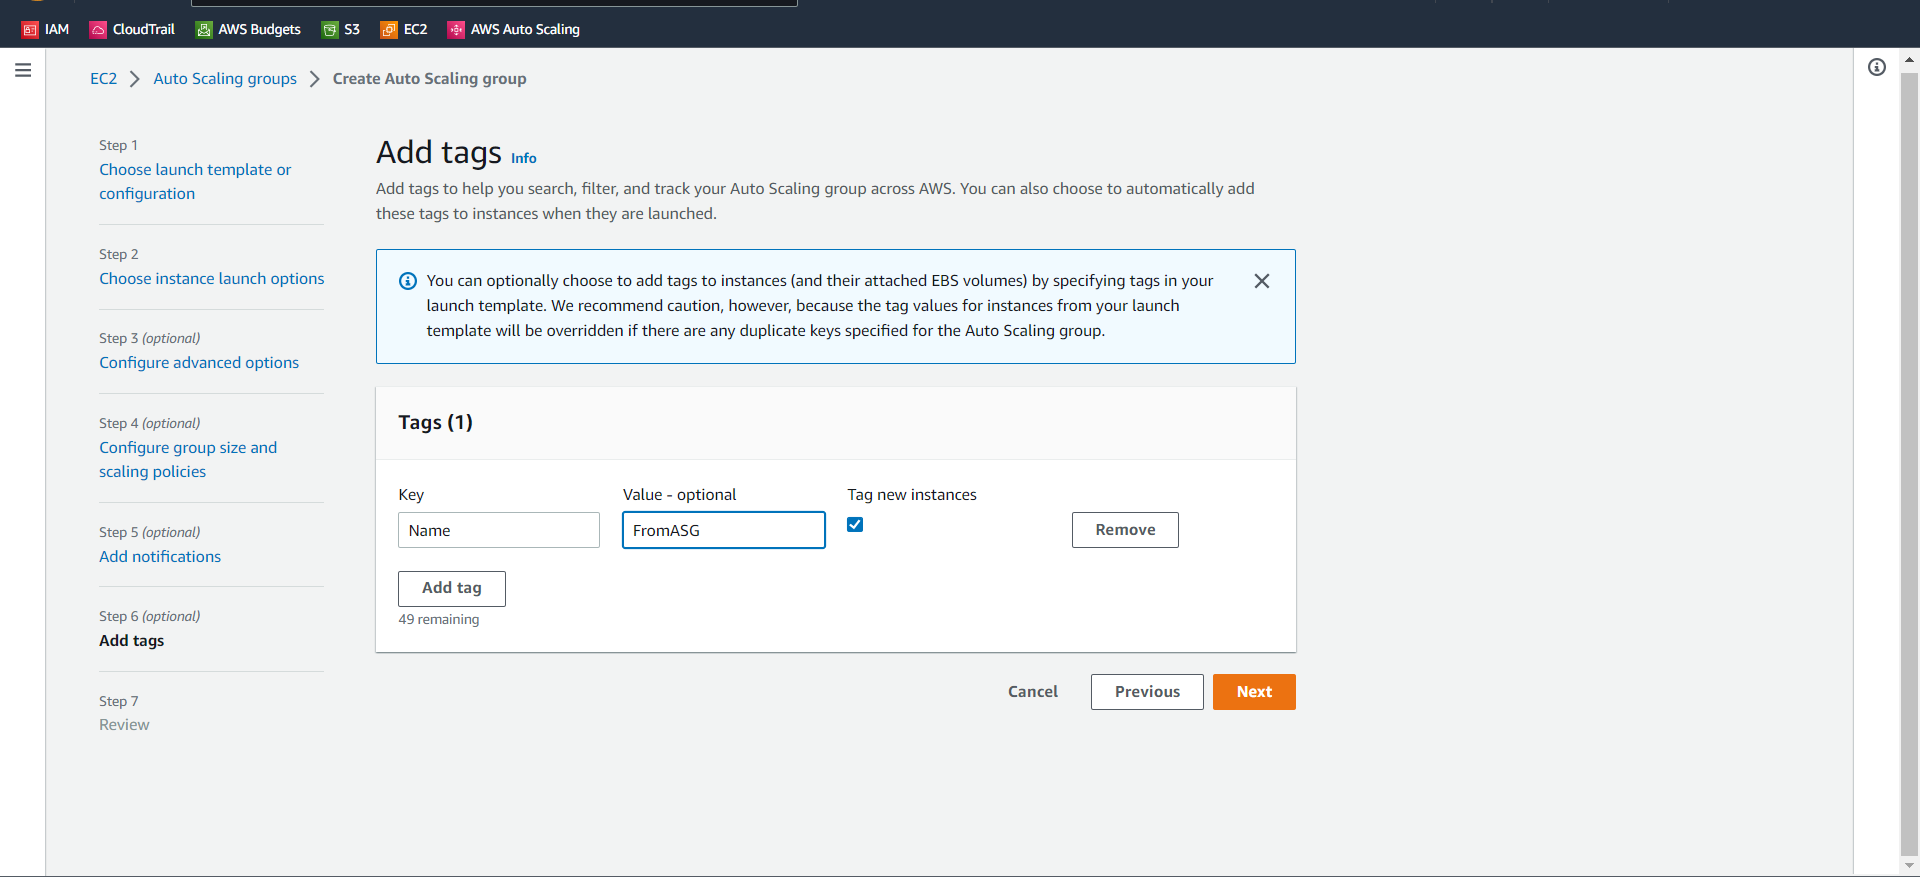 IAM CloudTrail AWS Budgets S3 EC2 AWS Auto Scaling
EC2 Auto Scaling groups Create Auto Scaling group
Step 1
Choose launch template or
configuration
Step 2
Choose instance launch options
Step 3 (optional)
Configure advanced options
Step 4 (optional)
Configure group size and
scaling policies
Step 5 (optional)
Add notifications
Step 6 (optional)
Add tags
Step 7
Review
Add tags Info
Add tags to help you search, filter, and track your Auto Scaling group across AWS. You can also choose to automatically add
these tags to instances when they are launched.
You can optionally choose to add tags to instances (and their attached EBS volumes) by specifying tags in your
launch template. We recommend caution, however, because the tag values for instances from your launch
template will be overridden if there are any duplicate keys specified for the Auto Scaling group.
Tags (1)
Key Value - optional Tag new instances
Name FromASG Remove
Add tag
49 remaining
Cancel Previous Next